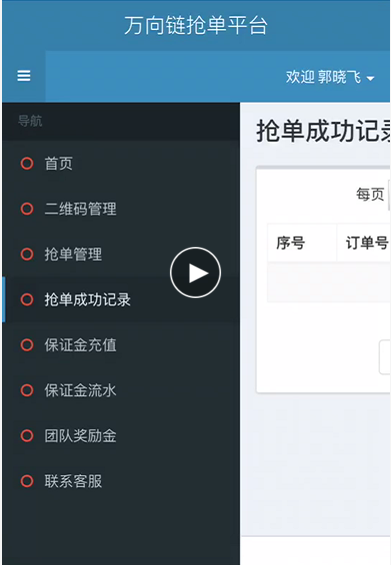 万向链抢单平台
欢迎 郭晓飞
导航
首页
二维码管理
抢单管理
抢单成功记录
保证金充值
保证金流水
团队奖励金
联系客服
抢单成功记录
每页
序号 订单号